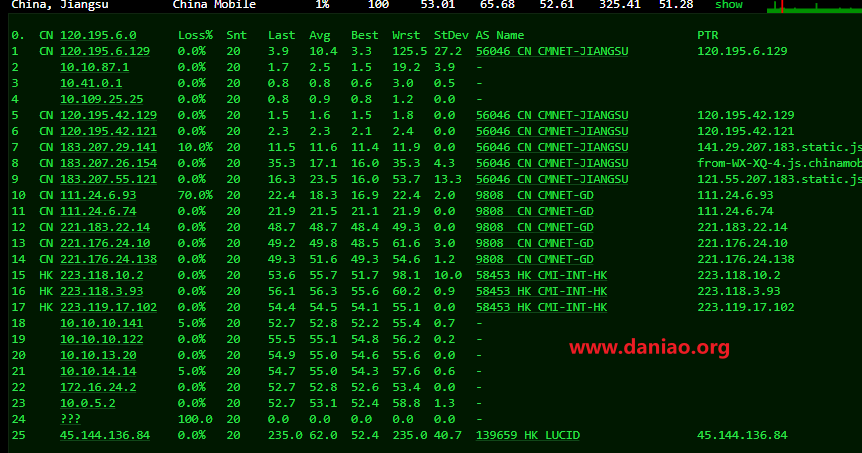 China, Jiangsu China Mobile 1% 100 53.01 65.68 52.61 325.41 51.28 show
0. CN 120.195.6.0 Loss% Snt Last Avg Best Wrst StDev AS Name PTR
1 CN 120.195.6.129 0.0% 20 3.9 10.4 3.3 125.5 27.2 56046 CN CMNET-JIANGSU 120.195.6.129
2 10.10.87.1 0.0% 20 1.7 2.5 1.5 19.2 3.9 -
3 10.41.0.1 0.0% 20 0.8 0.8 0.6 3.0 0.5 -
4 10.109.25.25 0.0% 20 0.8 0.9 0.8 1.2 0.0 -
5 CN 120.195.42.129 0.0% 20 1.5 1.6 1.5 1.8 0.0 56046 CN CMNET-JIANGSU 120.195.42.129
6 CN 120.195.42.121 0.0% 20 2.3 2.3 2.1 2.4 0.0 56046 CN CMNET-JIANGSU 120.195.42.121
7 CN 183.207.29.141 10.0% 20 11.5 11.6 11.4 11.9 0.0 56046 CN CMNET-JIANGSU 141.29.207.183.static.js
8 CN 183.207.26.154 0.0% 20 35.3 17.1 16.0 35.3 4.3 56046 CN CMNET-JIANGSU from-WX-XQ-4.js.chinamob
9 CN 183.207.55.121 0.0% 20 16.3 23.5 16.0 53.7 13.3 56046 CN CMNET-JIANGSU 121.55.207.183.static.js
10 CN 111.24.6.93 70.0% 20 22.4 18.3 16.9 22.4 2.0 9808 CN CMNET-GD 111.24.6.93
11 CN 111.24.6.74 0.0% 20 21.9 21.5 21.1 21.9 0.0 9808 CN CMNET-GD 111.24.6.74
12 CN 221.183.22.14 0.0% 20 48.7 48.7 48.4 49.3 0.0 9808 CN CMNET-GD 221.183.22.14
13 CN 221.176.24.10 0.0% 20 49.2 49.8 48.5 61.6 3.0 9808 CN CMNET-GD 221.176.24.10
14 CN 221.176.24.138 0.0% 20 49.3 51.6 49.3 54.6 1.2 9808 CN CMNET-GD 221.176.24.138
15 HK 223.118.10.2 0.0% 20 53.6 55.7 51.7 98.1 10.0 58453 HK CMI-INT-HK 223.118.10.2
16 HK 223.118.3.93 0.0% 20 56.1 56.3 55.6 60.2 0.9 58453 HK CMI-INT-HK 223.118.3.93
17 HK 223.119.17.102 0.0% 20 54.4 54.5 54.1 55.1 0.0 58453 HK CMI-INT-HK 223.119.17.102
18 10.10.10.141 5.0% 20 52.7 52.8 52.2 55.4 0.7 -
19 10.10.10.122 0.0% 20 55.5 55.1 54.8 56.2 0.2 -
20 10.10.13.20 0.0% 20 54.9 55.0 54.6 55.6 0.0 -
www.daniao.org
21 10.10.14.14 5.0% 20 54.7 55.0 54.3 57.6 0.6 -
22 172.16.24.2 0.0% 20 52.7 52.8 52.6 53.4 0.0 -
23 10.0.5.2 0.0% 20 52.7 53.1 52.4 58.8 1.3 -
24 ??? 100.0 20 0.0 0.0 0.0 0.0 0.0 -
25 45.144.136.84 0.0% 20 235.0 62.0 52.4 235.0 40.7 139659 HK LUCID 45.144.136.84